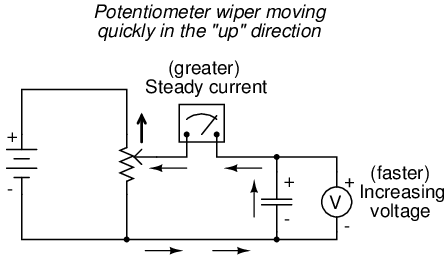 Potentiometer wiper moving
quickly in the "up" direction
(greater)
Steady current
+
-
+
-
(faster)
Increasing
voltage
+
V
-